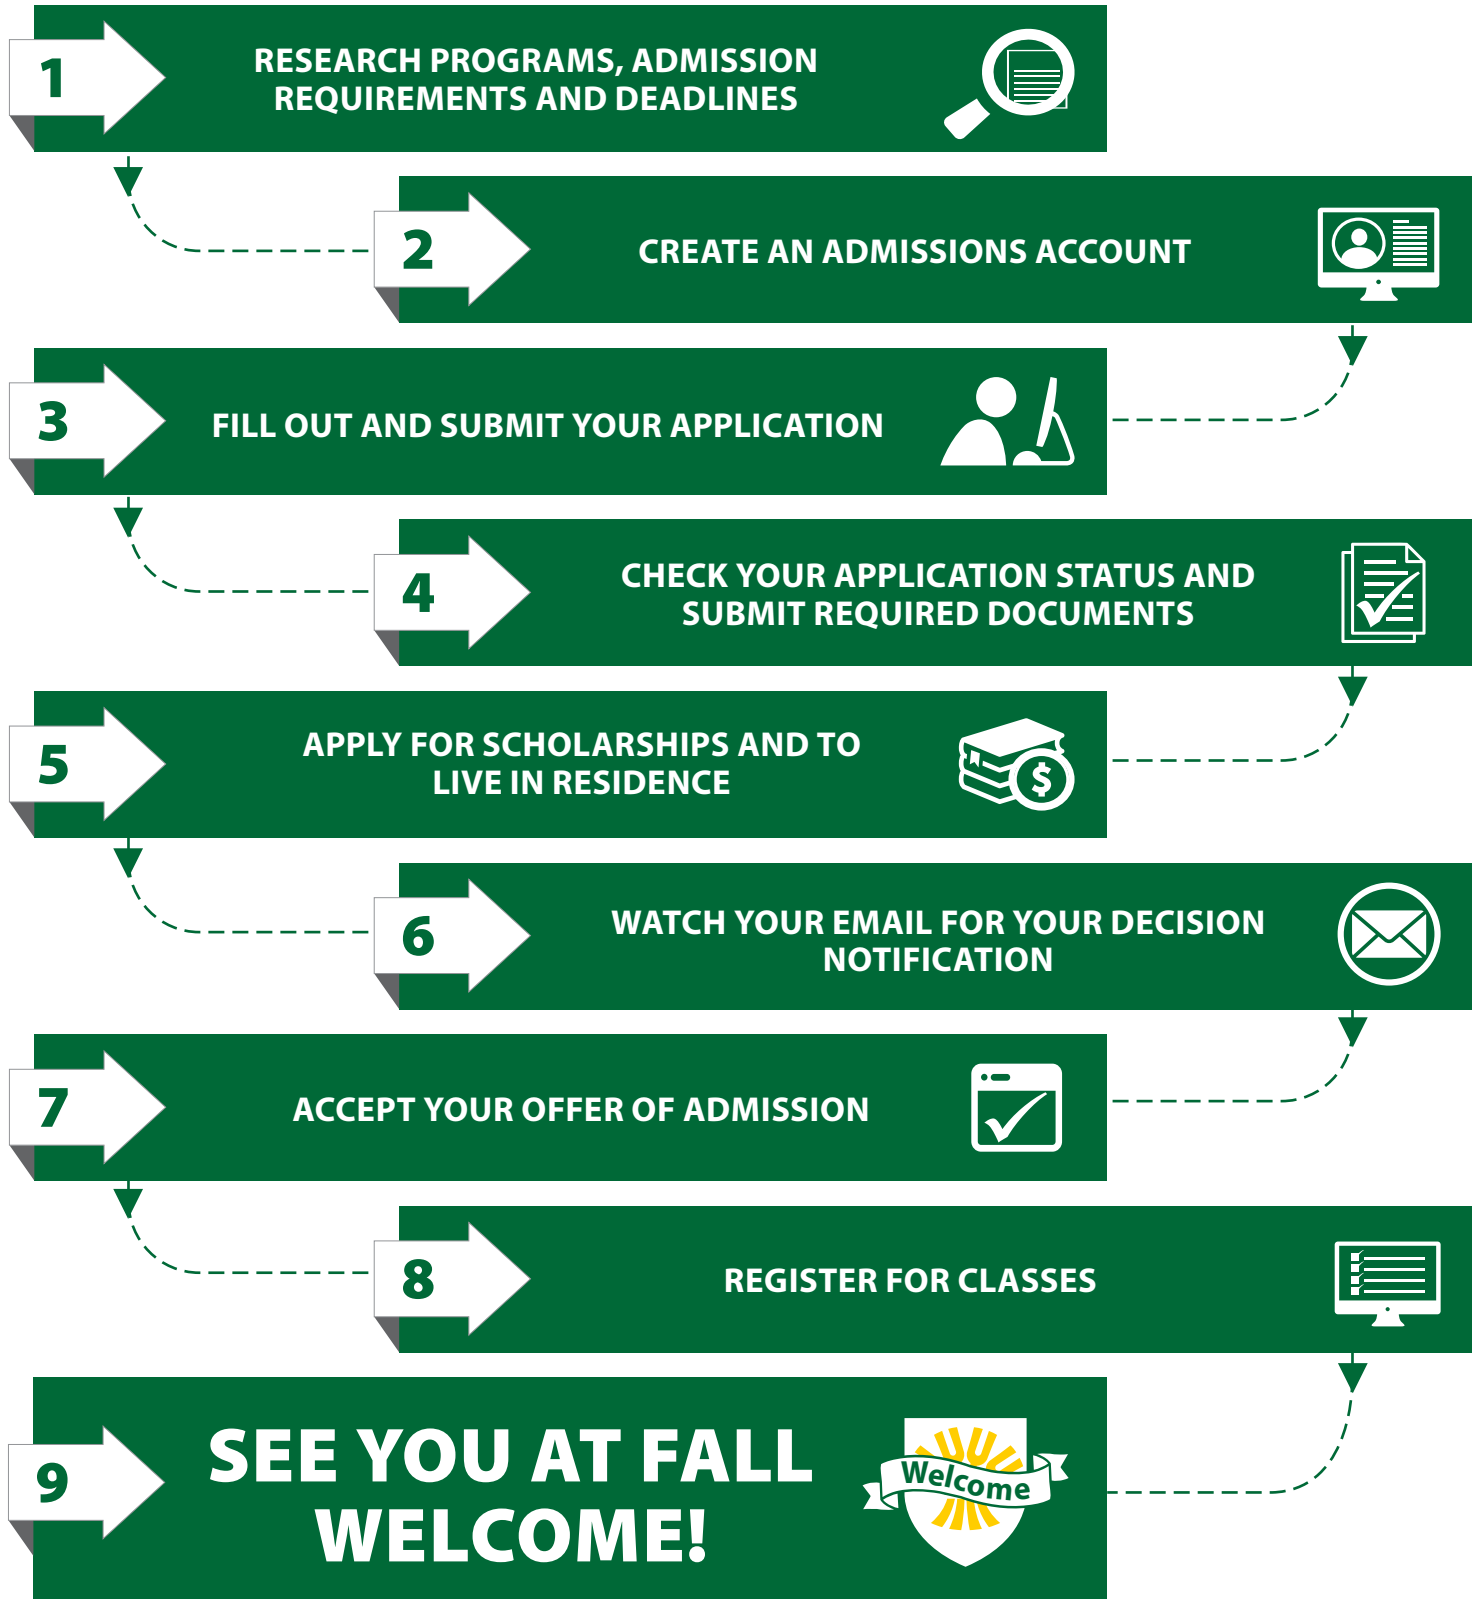 1
RESEARCH PROGRAMS, ADMISSION
REQUIREMENTS AND DEADLINES
2
CREATE AN ADMISSIONS ACCOUNT
3
FILL OUT AND SUBMIT YOUR APPLICATION
4
CHECK YOUR APPLICATION STATUS AND
SUBMIT REQUIRED DOCUMENTS
5
APPLY FOR SCHOLARSHIPS AND TO
LIVE IN RESIDENCE
$
6
WATCH YOUR EMAIL FOR YOUR DECISION
NOTIFICATION
7
ACCEPT YOUR OFFER OF ADMISSION
8
REGISTER FOR CLASSES
9
SEE YOU AT FALL
WELCOME!
Welcome